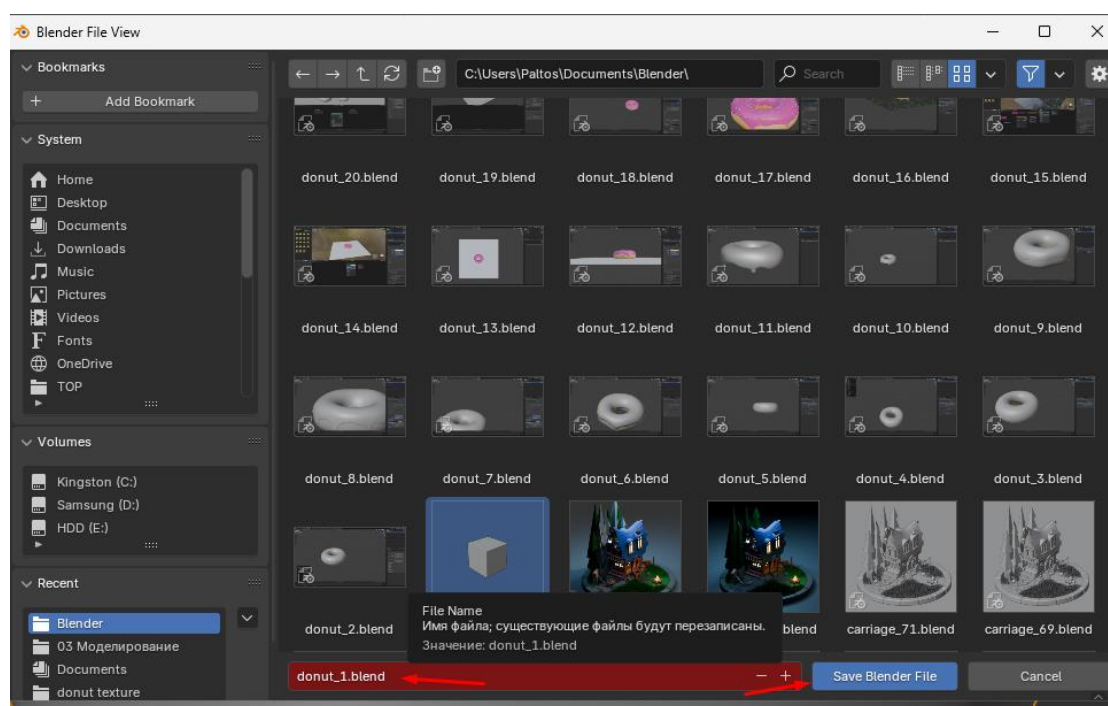 Blender File View
Bookmarks
Add Bookmark
System
Home
Desktop
Documents
Downloads
Music
Pictures
Videos
Fonts
OneDrive
TOP
Volumes
Kingston (C:)
Samsung (D:)
HDD (E:)
Recent
Blender
03 Моделирование
Documents
donut texture
C:\Users\Paltos\Documents\Blender\
Search
donut_20.blend donut_19.blend donut_18.blend donut_17.blend donut_16.blend donut_15.blend
donut_14.blend donut_13.blend donut_12.blend donut_11.blend donut_10.blend donut_9.blend
donut_8.blend donut_7.blend donut_6.blend donut_5.blend donut_4.blend donut_3.blend
donut_2.blend blend carriage_71.blend carriage_69.blend
File Name
Имя файла; существующие файлы будут перезаписаны.
Значение: donut_1.blend
donut_1.blend
Save Blender File
Cancel